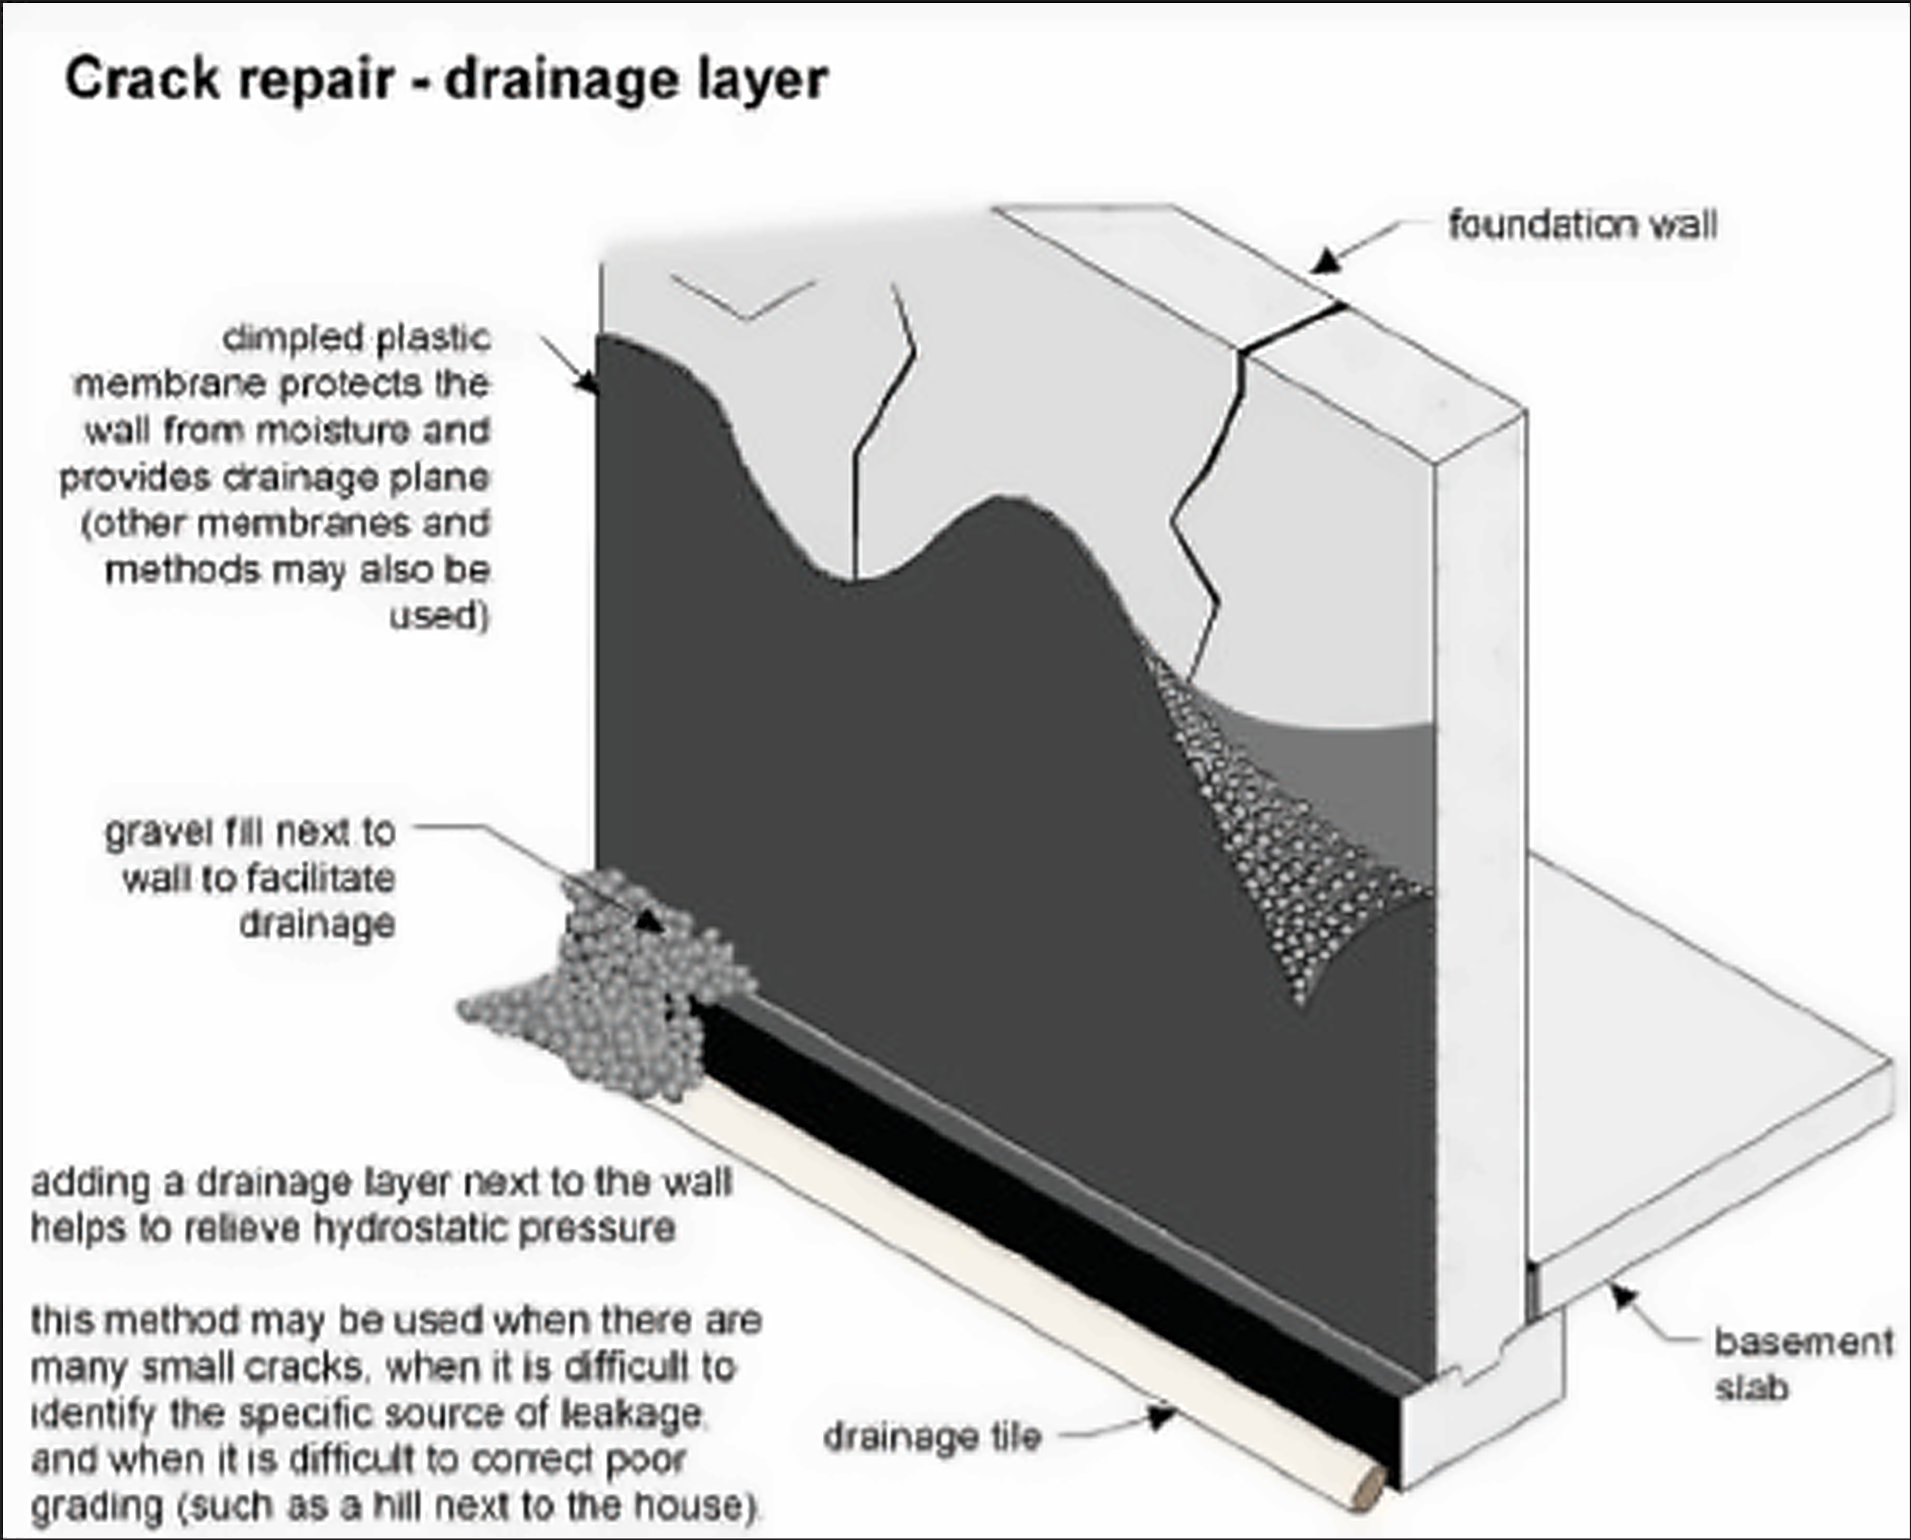 Crack repair - drainage layer
foundation wall
dimpled plastic
membrane protects the
wall from moisture and
provides drainage plane
(other membranes and
methods may also be
used)
gravel fill next to
wall to facilitate
drainage
adding a drainage layer next to the wall
helps to relieve hydrostatic pressure
this method may be used when there are
many small cracks, when it is difficult to
identify the specific source of leakage,
and when it is difficult to correct poor
grading (such as a hill next to the house)
drainage tile
basement
slab